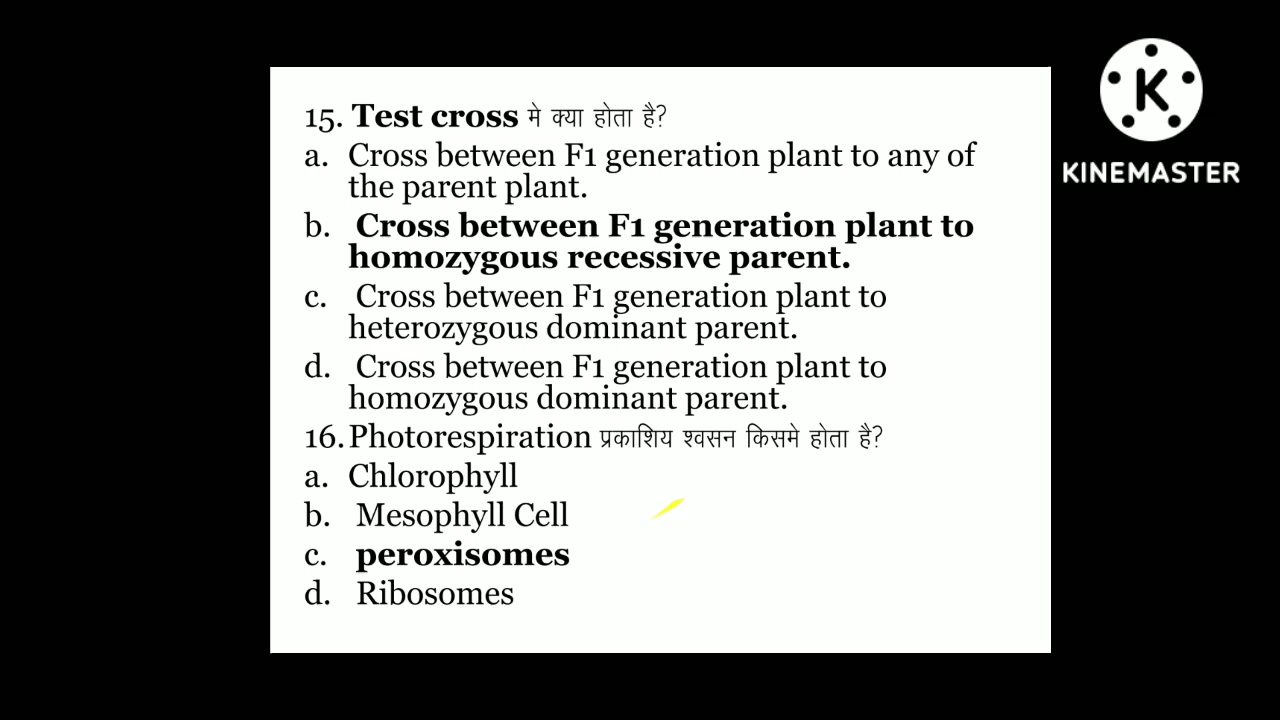 15. Test cross मे क्या होता है?
a. Cross between F1 generation plant to any of
the parent plant.
b. Cross between F1 generation plant to
homozygous recessive parent.
c. Cross between F1 generation plant to
heterozygous dominant parent.
d. Cross between F1 generation plant to
homozygous dominant parent.
16. Photorespiration प्रकाशिय श्वसन किसमे होता है?
a. Chlorophyll
b. Mesophyll Cell
c. peroxisomes
d. Ribosomes
K
KINEMASTER